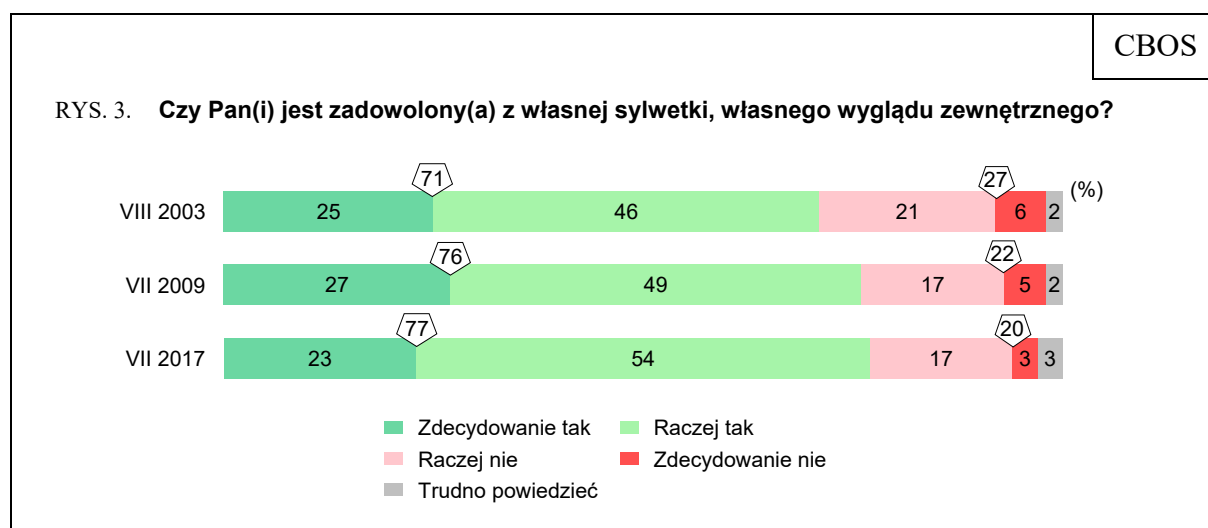 CBOS
RYS. 3. Czy Pan(i) jest zadowolony(a) z własnej sylwetki, własnego wyglądu zewnętrznego?
71 27 (%)
VIII 2003 25 46 21 6 2
76 22
VII 2009 27 49 17 5 2
77 20
VII 2017 23 54 17 3 3
Zdecydowanie tak Raczej tak
Raczej nie Zdecydowanie nie
Trudno powiedzieć